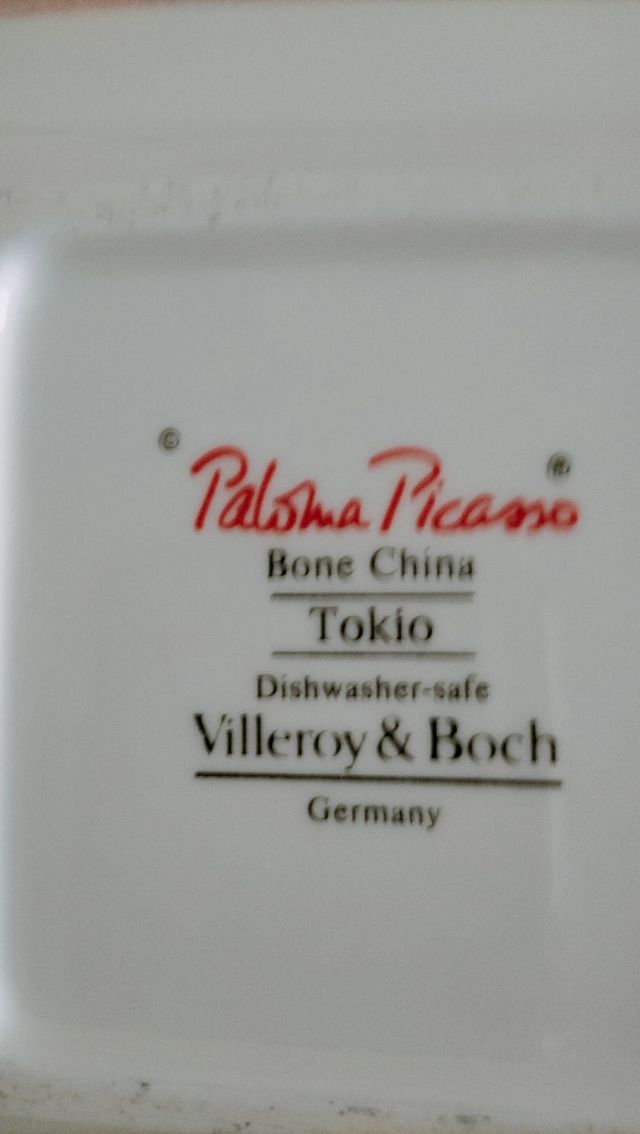 © Paloma Picasso ®
Bone China
Tokio
Dishwasher-safe
Villeroy & Boch
Germany